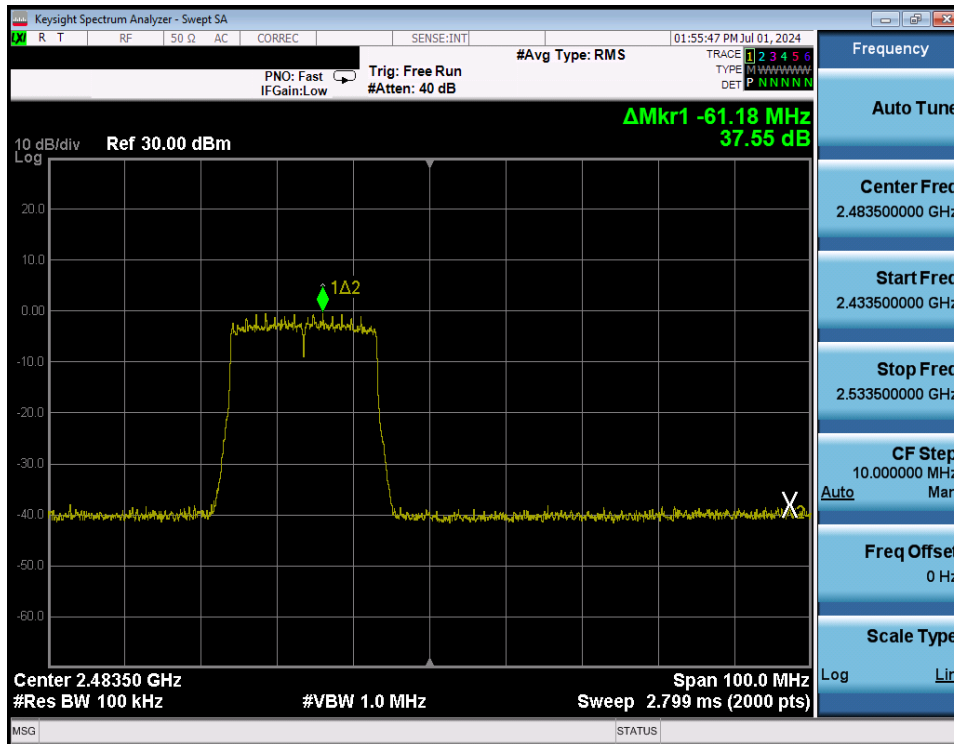 Keysight Spectrum Analyzer - Swept SA
LXI R T RF 50 Ω AC CORREC SENSE:INT 01:55:47 PM Jul 01, 2024
#Avg Type: RMS
TRACE 1 2 3 4 5 6
TYPE M W W W W W
DET P N N N N N
PNO: Fast
IFGain:Low
Trig: Free Run
#Atten: 40 dB
ΔMkr1 -61.18 MHz
37.55 dB
10 dB/div
Log
Ref 30.00 dBm
20.0
10.0
0.00
-10.0
-20.0
-30.0
-40.0
-50.0
-60.0
1Δ2
X2
Center 2.48350 GHz
#Res BW 100 kHz
#VBW 1.0 MHz
Span 100.0 MHz
Sweep 2.799 ms (2000 pts)
MSG
STATUS
Frequency
Auto Tune
Center Freq
2.483500000 GHz
Start Freq
2.433500000 GHz
Stop Freq
2.533500000 GHz
CF Step
10.000000 MHz
Auto Man
Freq Offset
0 Hz
Scale Type
Log Lin